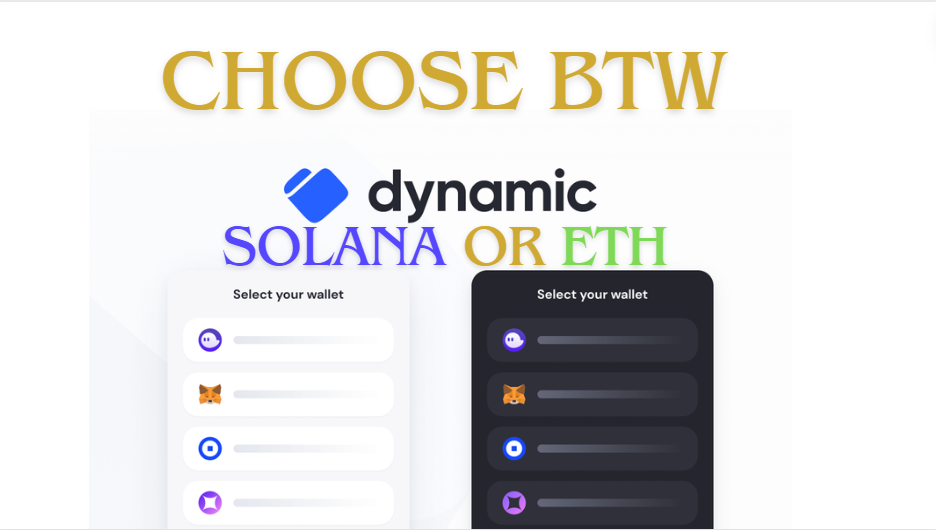 CHOOSE BTW
dynamic
SOLANA OR ETH
Select your wallet
Select your wallet